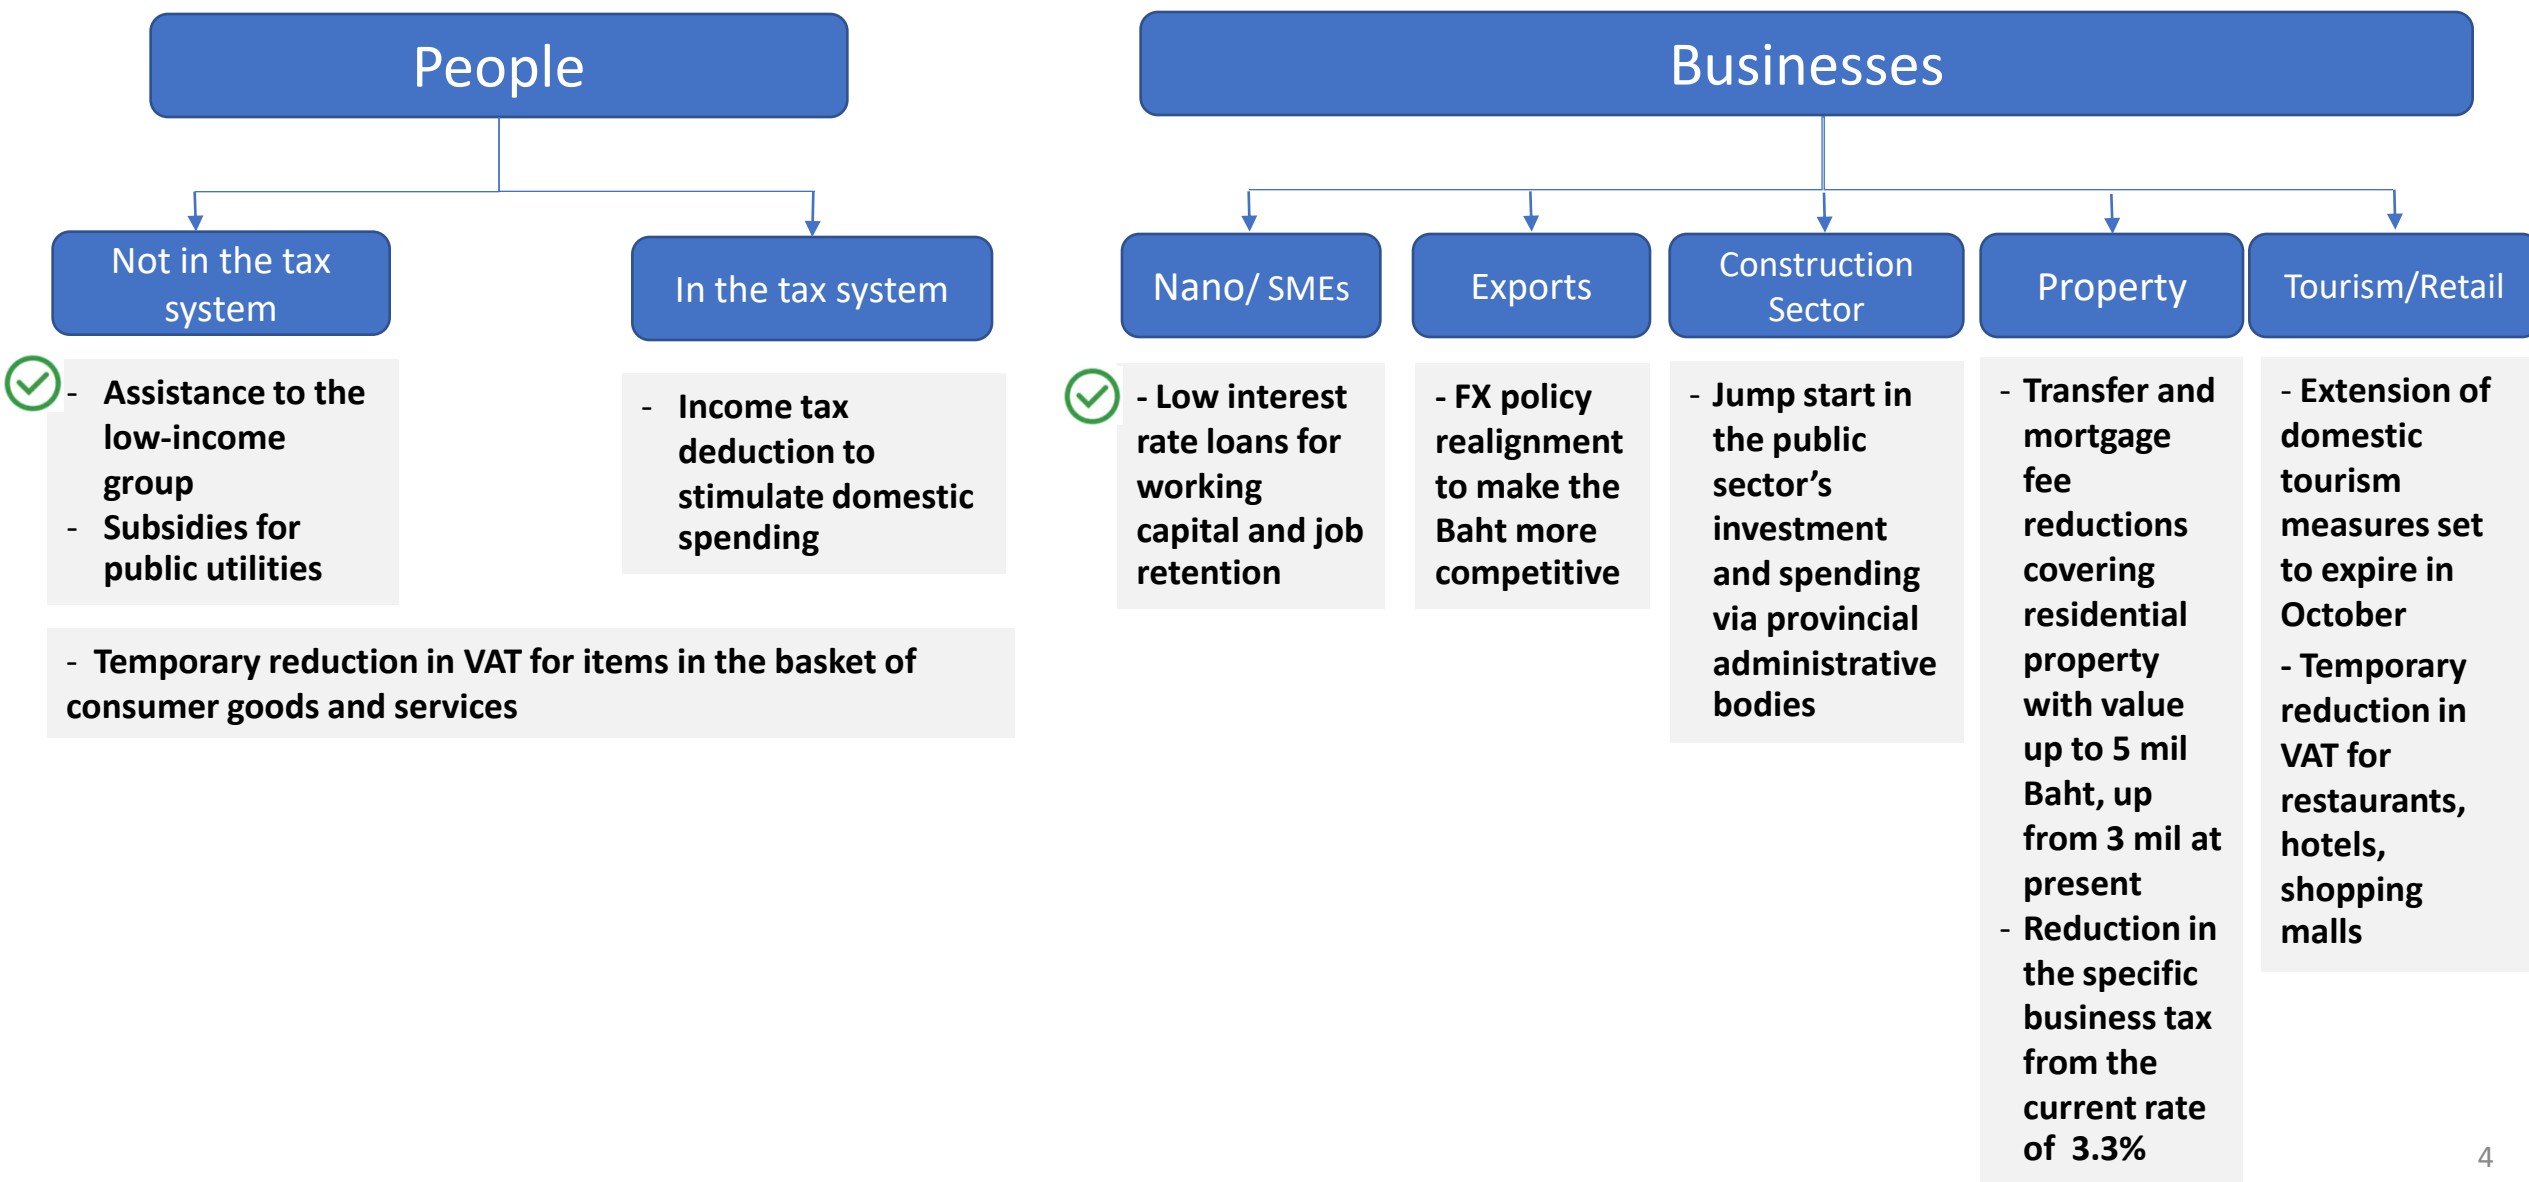 People
Not in the tax
system
- Assistance to the
low-income
group
- Subsidies for
public utilities
In the tax system
- Income tax
deduction to
stimulate domestic
spending
- Temporary reduction in VAT for items in the basket of
consumer goods and services
Businesses
Nano/ SMEs
- Low interest
rate loans for
working
capital and job
retention
Exports
- FX policy
realignment
to make the
Baht more
competitive
Construction
Sector
- Jump start in
the public
sector’s
investment
and spending
via provincial
administrative
bodies
Property
- Transfer and
mortgage
fee
reductions
covering
residential
property
with value
up to 5 mil
Baht, up
from 3 mil at
present
- Reduction in
the specific
business tax
from the
current rate
of 3.3%
Tourism/Retail
- Extension of
domestic
tourism
measures set
to expire in
October
- Temporary
reduction in
VAT for
restaurants,
hotels,
shopping
malls
4